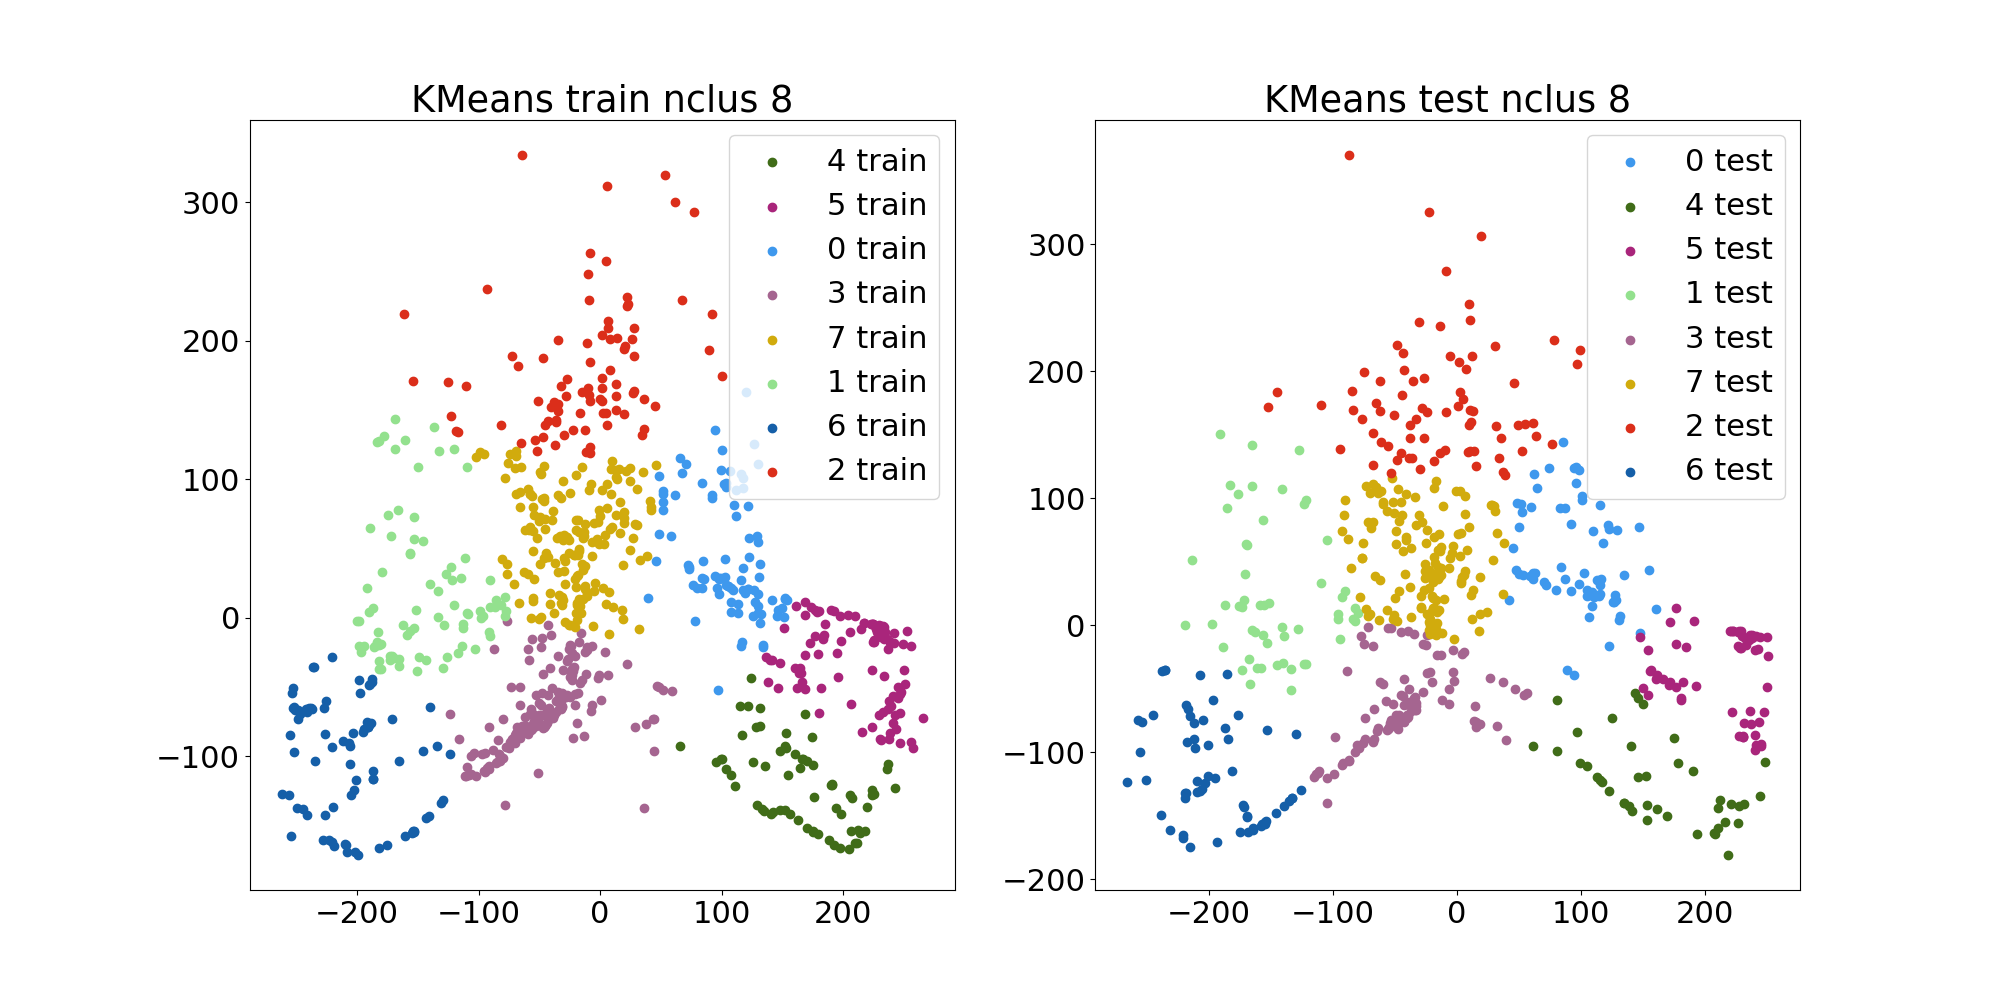 KMeans train nclus 8
300
200
100
0
−100
−200
−100
0
100
200
4 train
5 train
0 train
3 train
7 train
1 train
6 train
2 train
KMeans test nclus 8
300
200
100
0
−100
−200
−200
−100
0
100
200
0 test
4 test
5 test
1 test
3 test
7 test
2 test
6 test